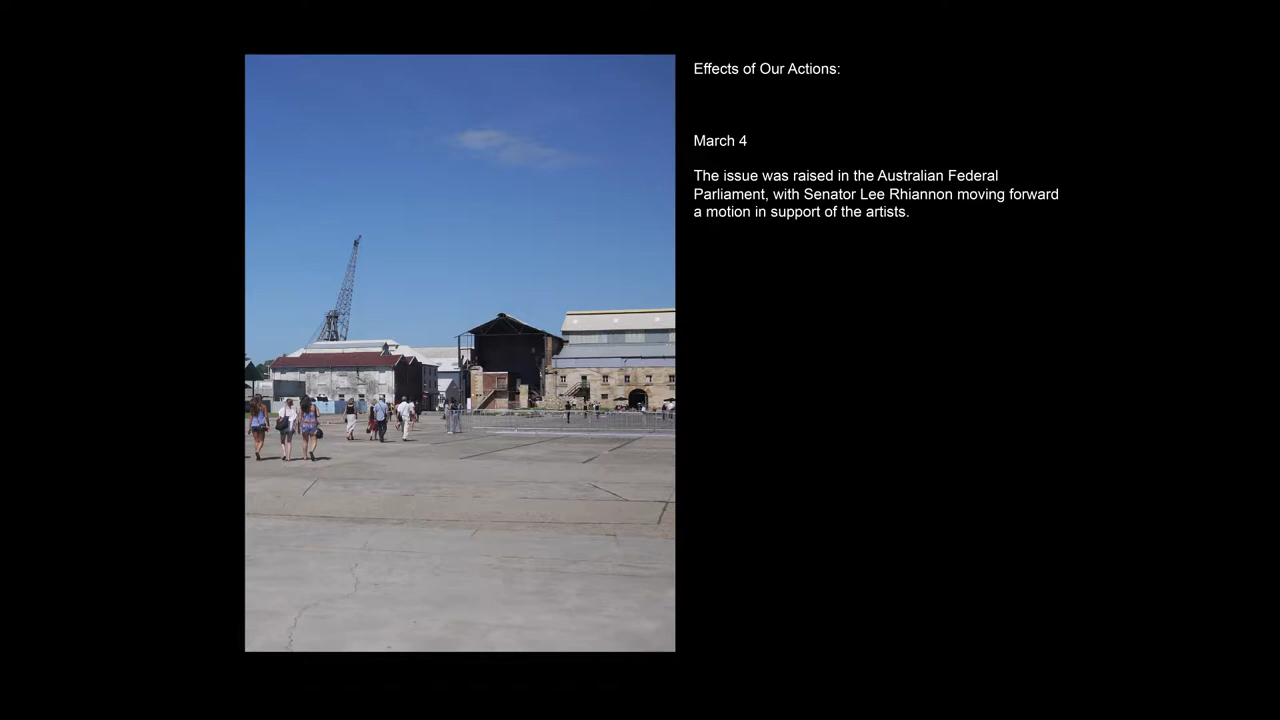 Effects of Our Actions:
March 4
The issue was raised in the Australian Federal
Parliament, with Senator Lee Rhiannon moving forward
a motion in support of the artists.